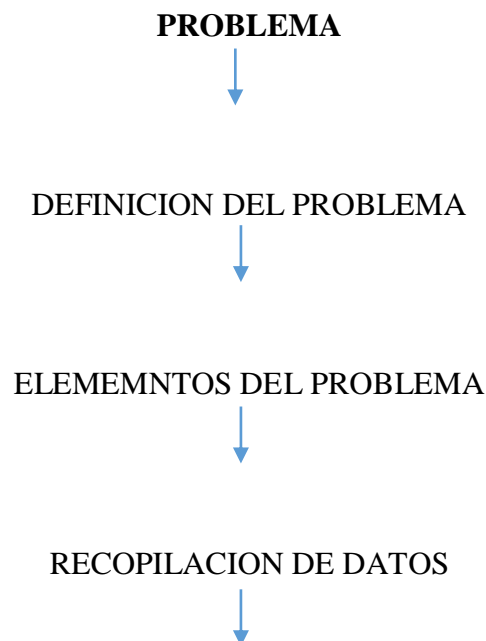 PROBLEMA
DEFINICION DEL PROBLEMA
ELEMEMNTOS DEL PROBLEMA
RECOPILACION DE DATOS